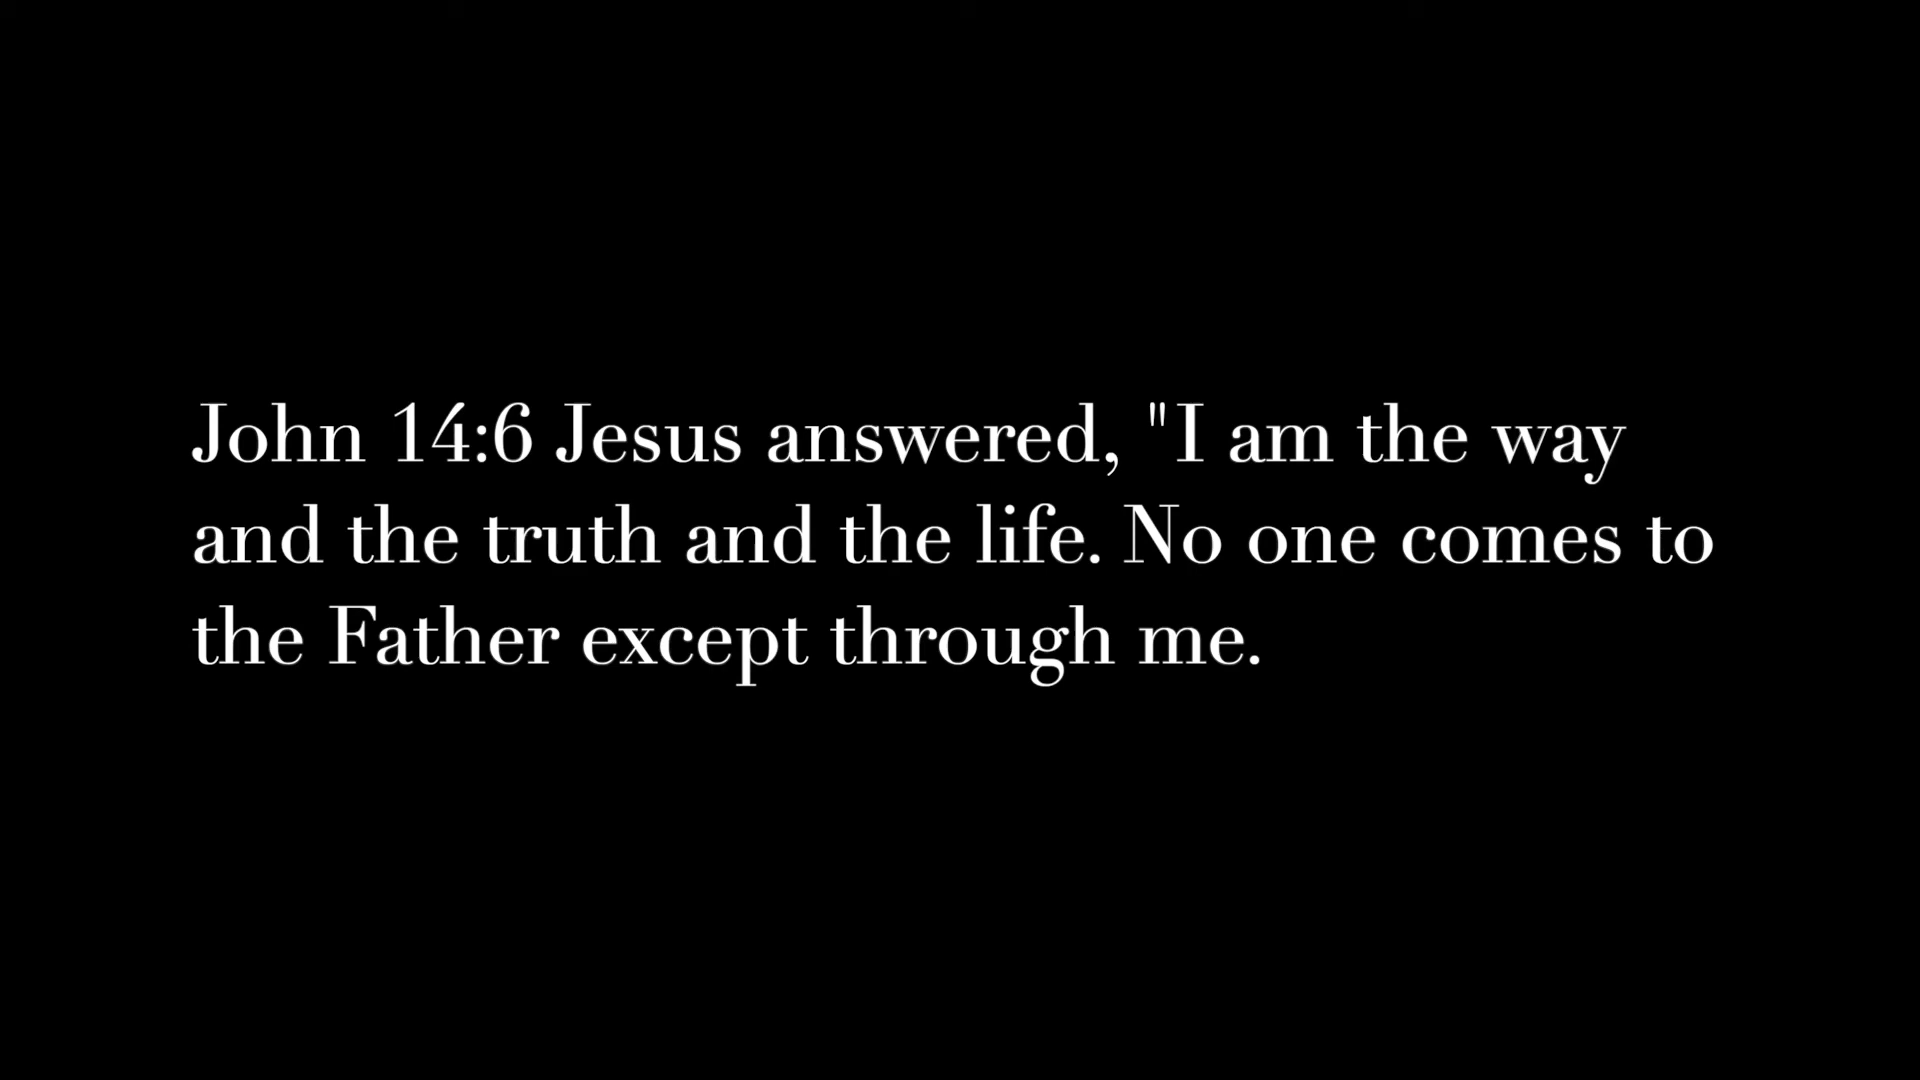 John 14:6 Jesus answered, "I am the way
and the truth and the life. No one comes to
the Father except through me.